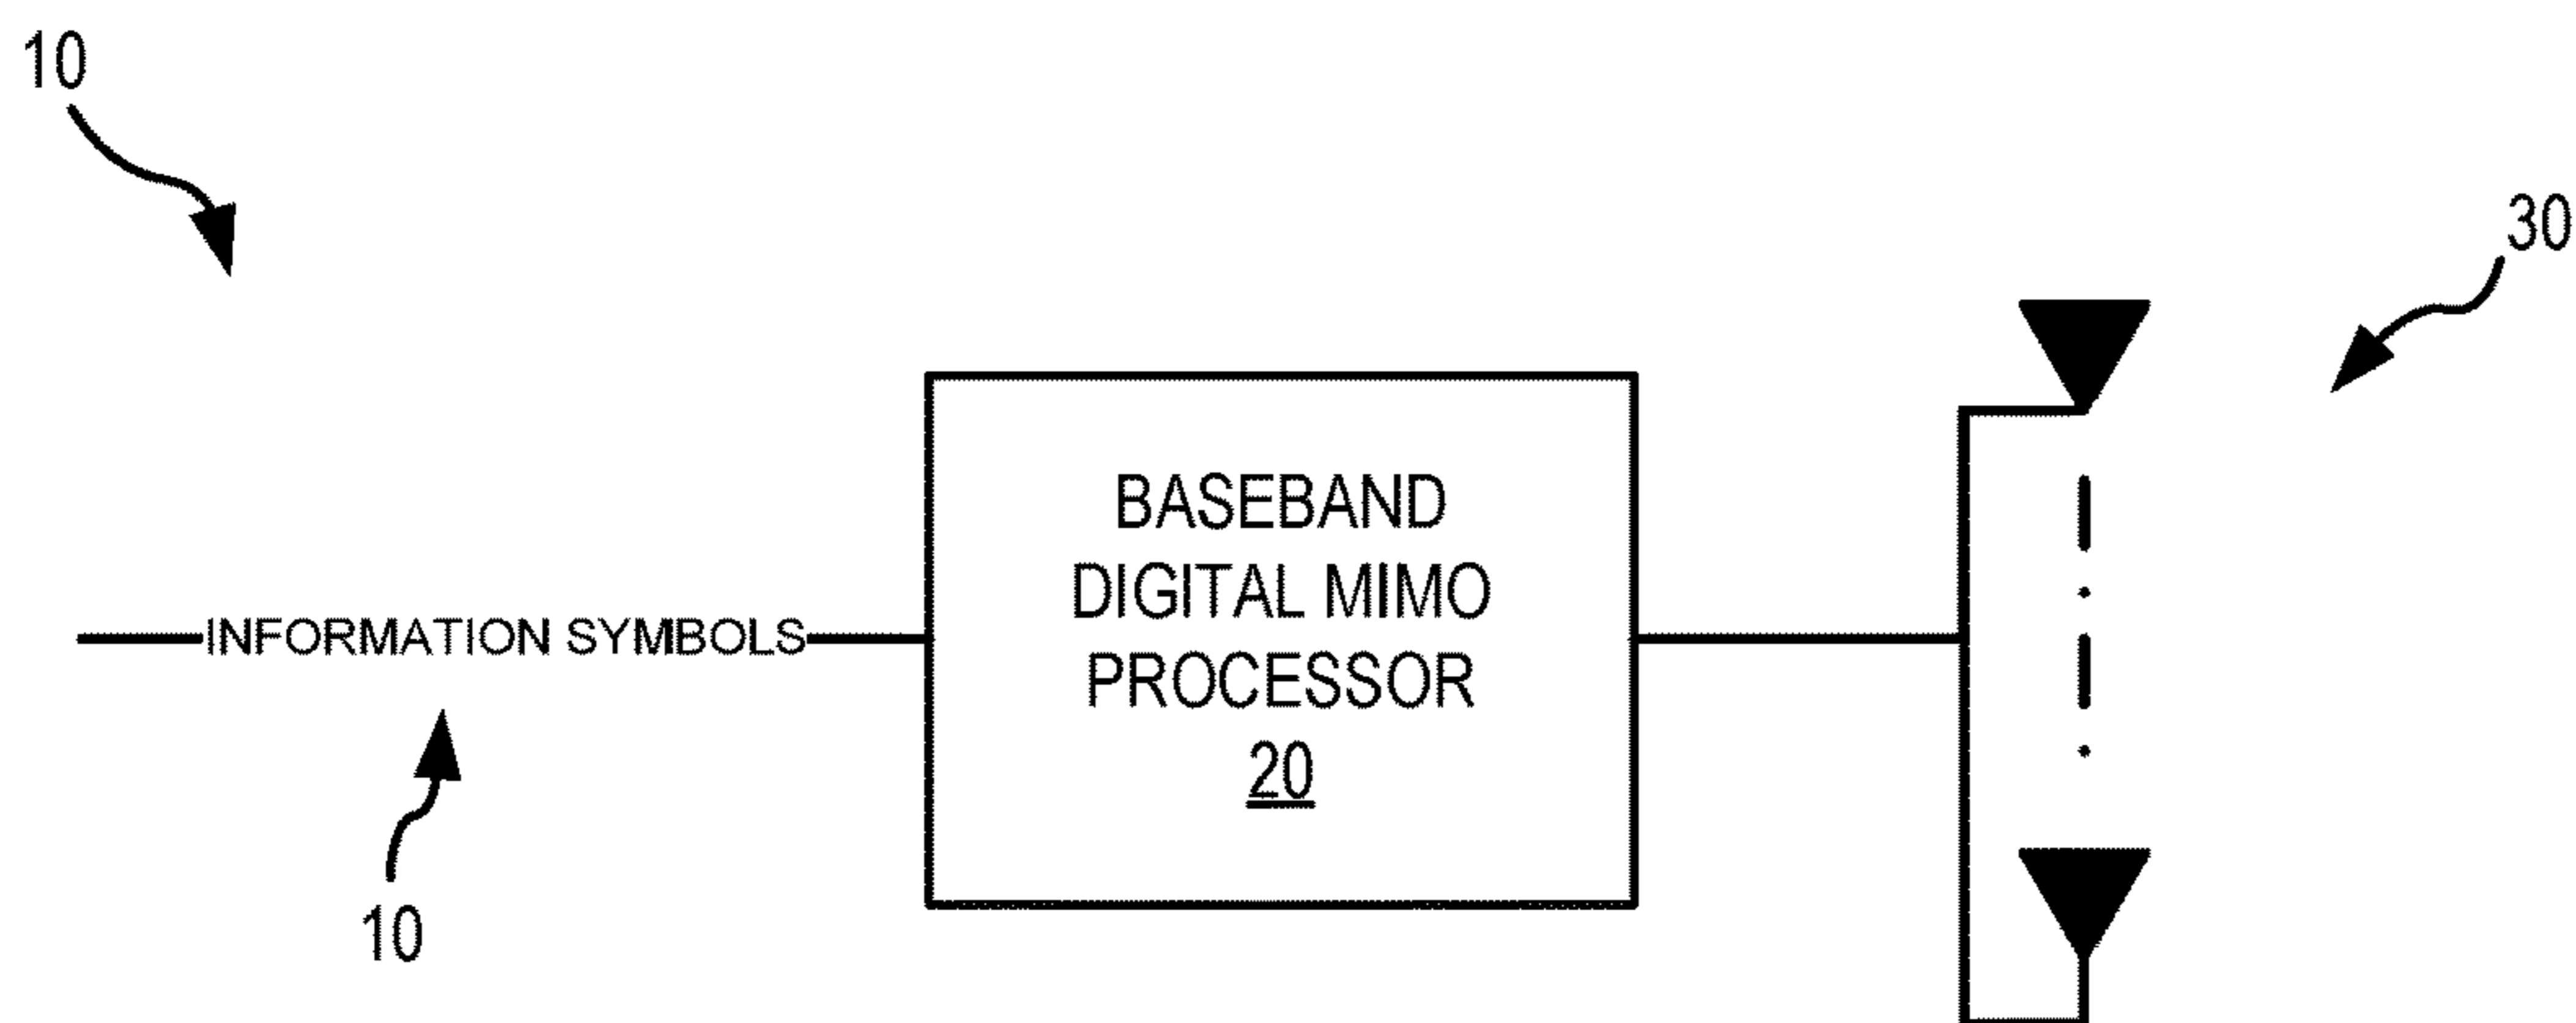 10
30
BASEBAND
DIGITAL MIMO
INFORMATION SYMBOLS
PROCESSOR
20
10